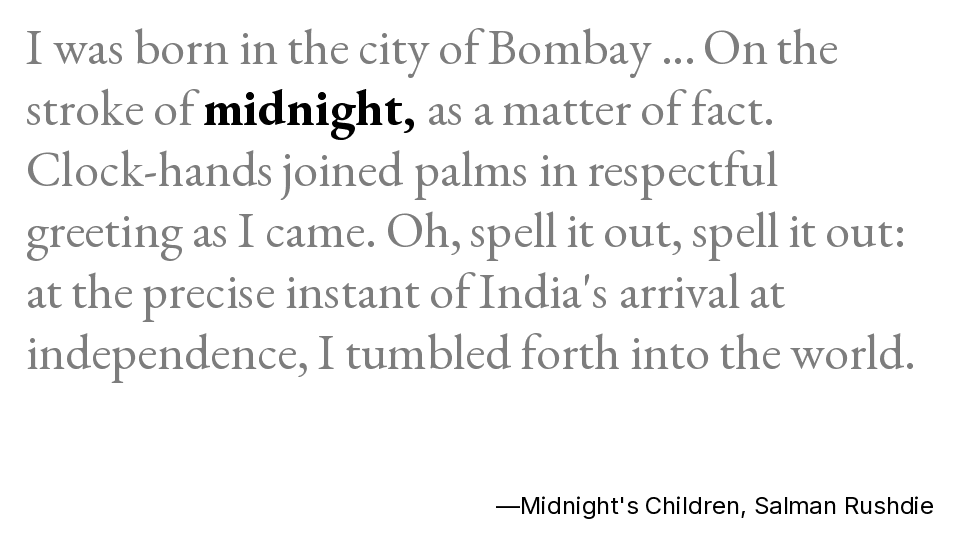 I was born in the city of Bombay ... On the
stroke of midnight, as a matter of fact.
Clock-hands joined palms in respectful
greeting as I came. Oh, spell it out, spell it out:
at the precise instant of India's arrival at
independence, I tumbled forth into the world.
—Midnight's Children, Salman Rushdie